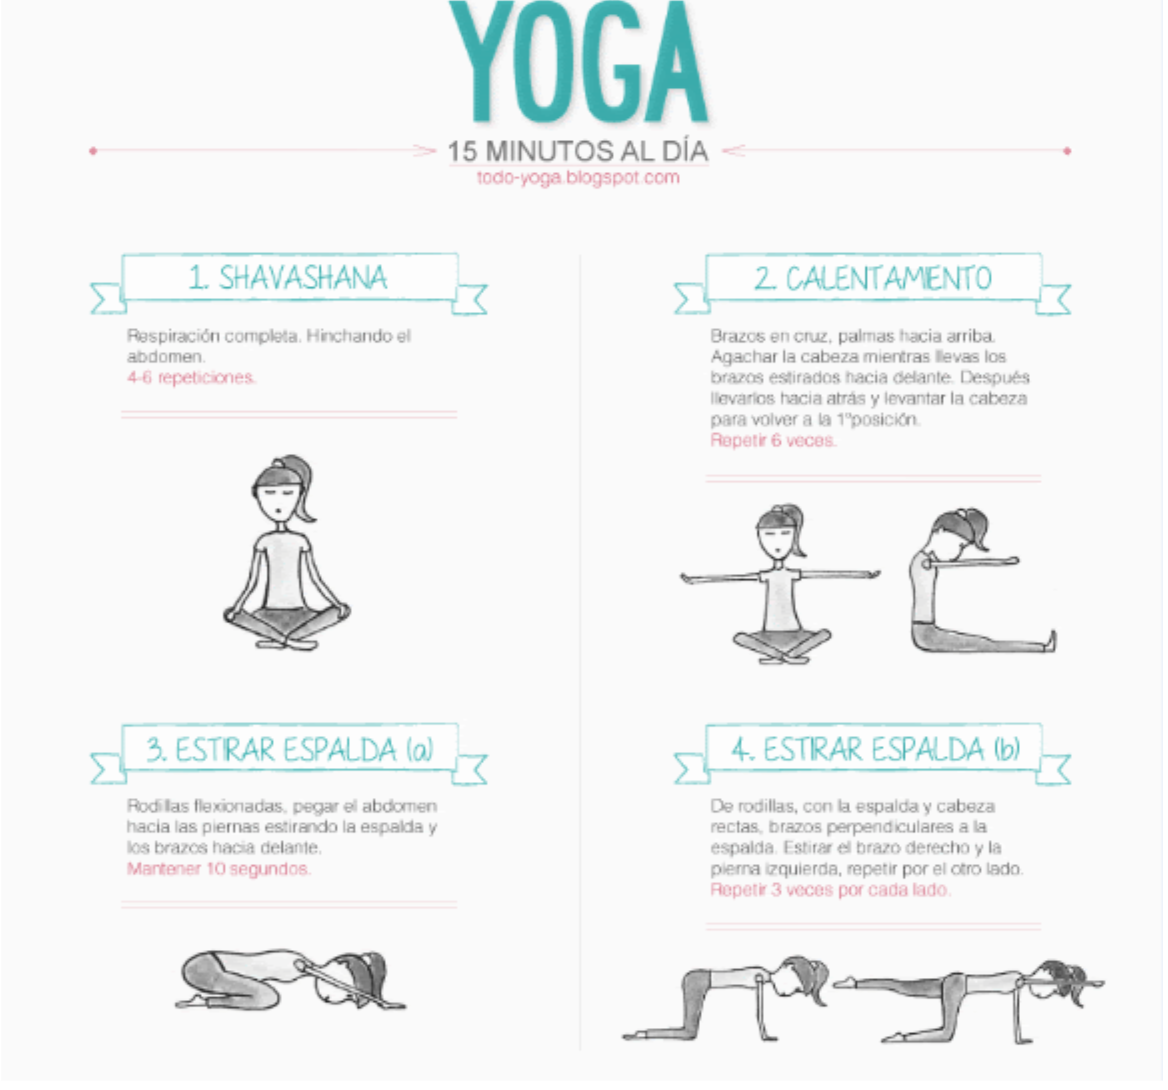 YOGA
15 MINUTOS AL DÍA
todo-yoga.blogspot.com
1. SHAVASHANA
Respiración completa. Hinchando el
abdomen.
4-6 repeticiones.
2. CALENTAMIENTO
Brazos en cruz, palmas hacia arriba.
Agachar la cabeza mientras llevas los
brazos estirados hacia delante. Después
llevarlos hacia atrás y levantar la cabeza
para volver a la 1ºposición.
Repetir 6 veces.
3. ESTIRAR ESPALDA (a)
Rodillas flexionadas, pegar el abdomen
hacia las piernas estirando la espalda y
los brazos hacia delante.
Mantener 10 segundos.
4. ESTIRAR ESPALDA (b)
De rodillas, con la espalda y cabeza
rectas, brazos perpendiculares a la
espalda. Estirar el brazo derecho y la
pierna izquierda, repetir por el otro lado.
Repetir 3 veces por cada lado.